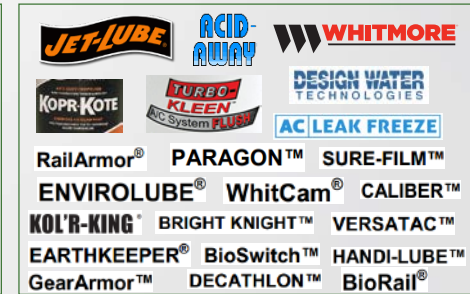 JET-LUBE®
ACID-
AWAY
WHITMORE®
KOPR-KOTE
TURBO-
KLEEN™
A/C System FLUSH
DESIGN WATER
TECHNOLOGIES
AC LEAK FREEZE
RailArmor®
PARAGON™
SURE-FILM™
ENVIROLUBE®
WhitCam®
CALIBER™
KOL'R-KING®
BRIGHT KNIGHT™
VERSATAC™
EARTHKEEPER®
BioSwitch™
HANDI-LUBE™
GearArmor™
DECATHLON™
BioRail®